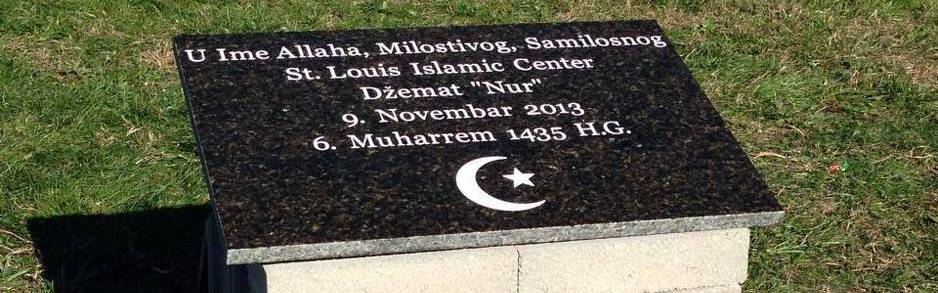 U Ime Allaha, Milostivog, Samilosnog
St. Louis Islamic Center
Džemat "Nur"
9. Novembar 2013
6. Muharrem 1435 H.G.